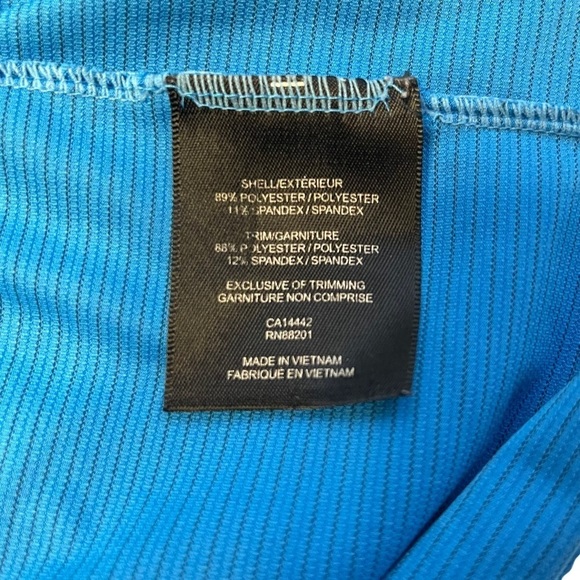 SHELL/EXTÉRIEUR
89% POLYESTER / POLYESTER
11% SPANDEX / SPANDEX
TRIM/GARNITURE
88% POLYESTER / POLYESTER
12% SPANDEX / SPANDEX
EXCLUSIVE OF TRIMMING
GARNITURE NON COMPRISE
CA14442
RN88201
MADE IN VIETNAM
FABRIQUÉ EN VIETNAM